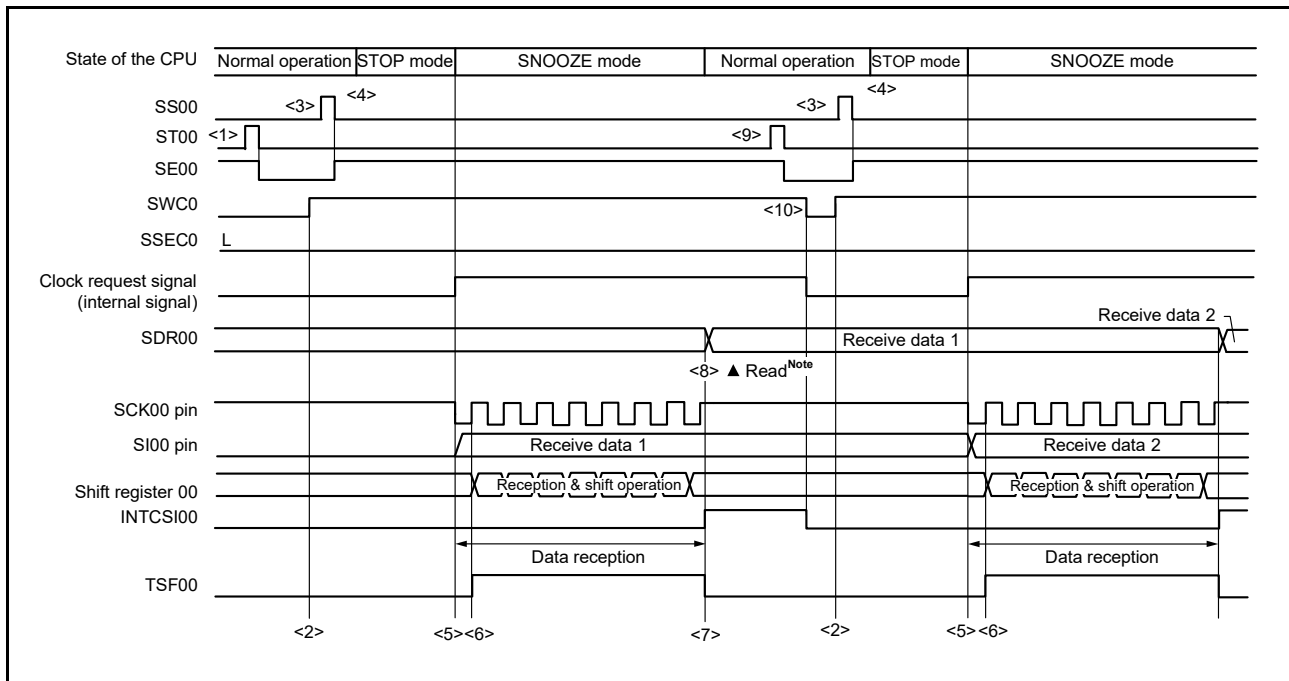 State of the CPU Normal operation STOP mode SNOOZE mode Normal operation STOP mode SNOOZE mode
SS00 <3> <4> <3> <4>
ST00 <1> <9>
SE00
SWC0 <10>
SSEC0 L
Clock request signal
(internal signal)
Receive data 2
SDR00 Receive data 1
<8> ▲ ReadNote
SCK00 pin
SI00 pin Receive data 1 Receive data 2
Shift register 00 Reception & shift operation Reception & shift operation
INTCSI00
Data reception Data reception
TSF00
<2> <5> <6> <7> <2> <5> <6>